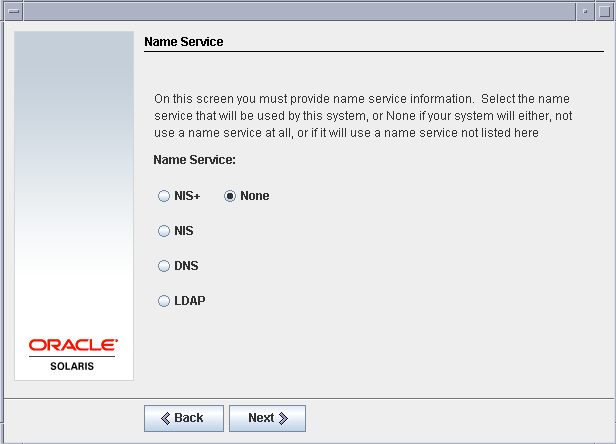 Name Service
On this screen you must provide name service information.  Select the name
service that will be used by this system, or None if your system will either, not
use a name service at all, or if it will use a name service not listed here
Name Service:
NIS+ None
NIS
DNS
LDAP
ORACLE
SOLARIS
Back Next